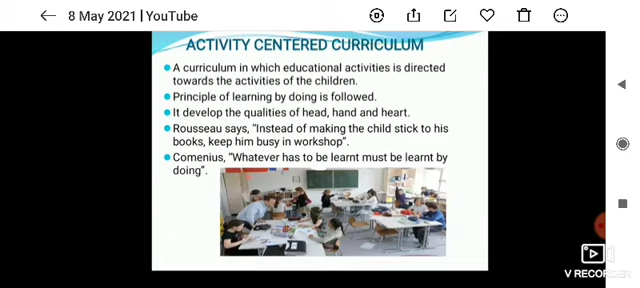 8 May 2021 | YouTube
ACTIVITY CENTERED CURRICULUM
A curriculum in which educational activities is directed
towards the activities of the children.
Principle of learning by doing is followed.
It develop the qualities of head, hand and heart.
Rousseau says, "Instead of making the child stick to his
books, keep him busy in workshop".
Comenius, "Whatever has to be learnt must be learnt by
doing".
V RECORDER